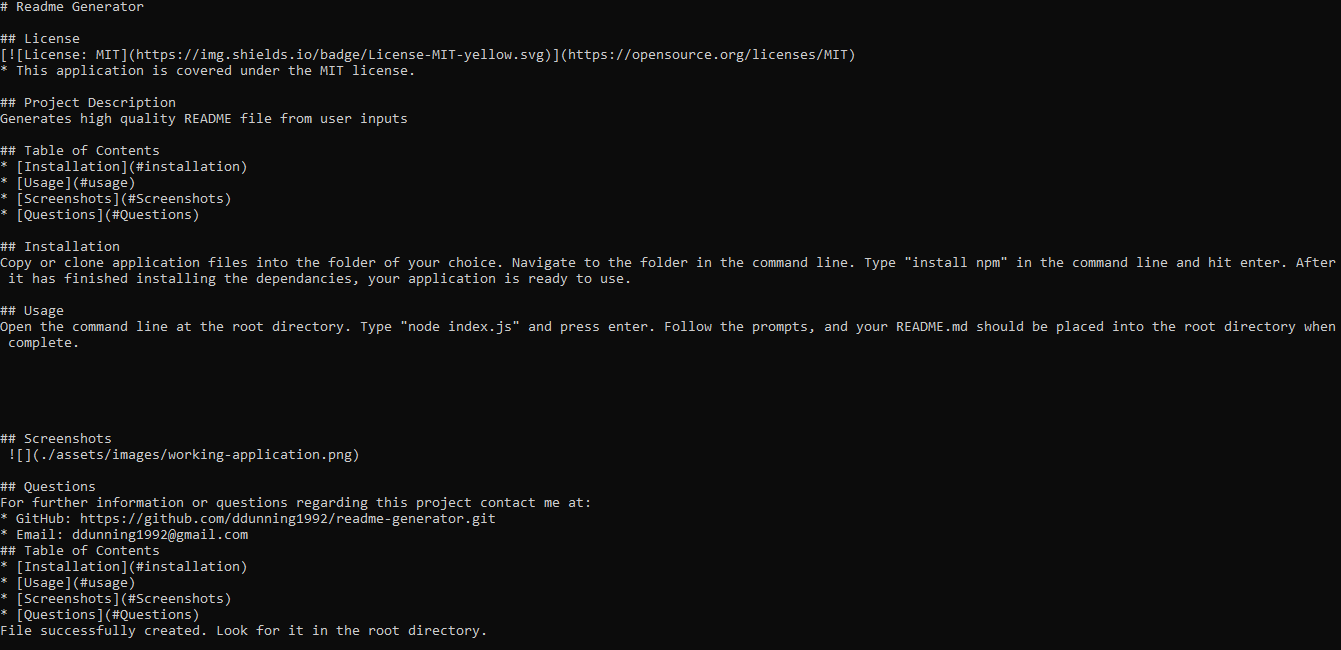 # Readme Generator
## License
[![License: MIT](https://img.shields.io/badge/License-MIT-yellow.svg)](https://opensource.org/licenses/MIT)
* This application is covered under the MIT license.
## Project Description
Generates high quality README file from user inputs
## Table of Contents
* [Installation](#installation)
* [Usage](#usage)
* [Screenshots](#Screenshots)
* [Questions](#Questions)
## Installation
Copy or clone application files into the folder of your choice. Navigate to the folder in the command line. Type "install npm" in the command line and hit enter. After
it has finished installing the dependancies, your application is ready to use.
## Usage
Open the command line at the root directory. Type "node index.js" and press enter. Follow the prompts, and your README.md should be placed into the root directory when
complete.
## Screenshots
![](./assets/images/working-application.png)
## Questions
For further information or questions regarding this project contact me at:
* GitHub: https://github.com/ddunning1992/readme-generator.git
* Email: ddunning1992@gmail.com
## Table of Contents
* [Installation](#installation)
* [Usage](#usage)
* [Screenshots](#Screenshots)
* [Questions](#Questions)
File successfully created. Look for it in the root directory.